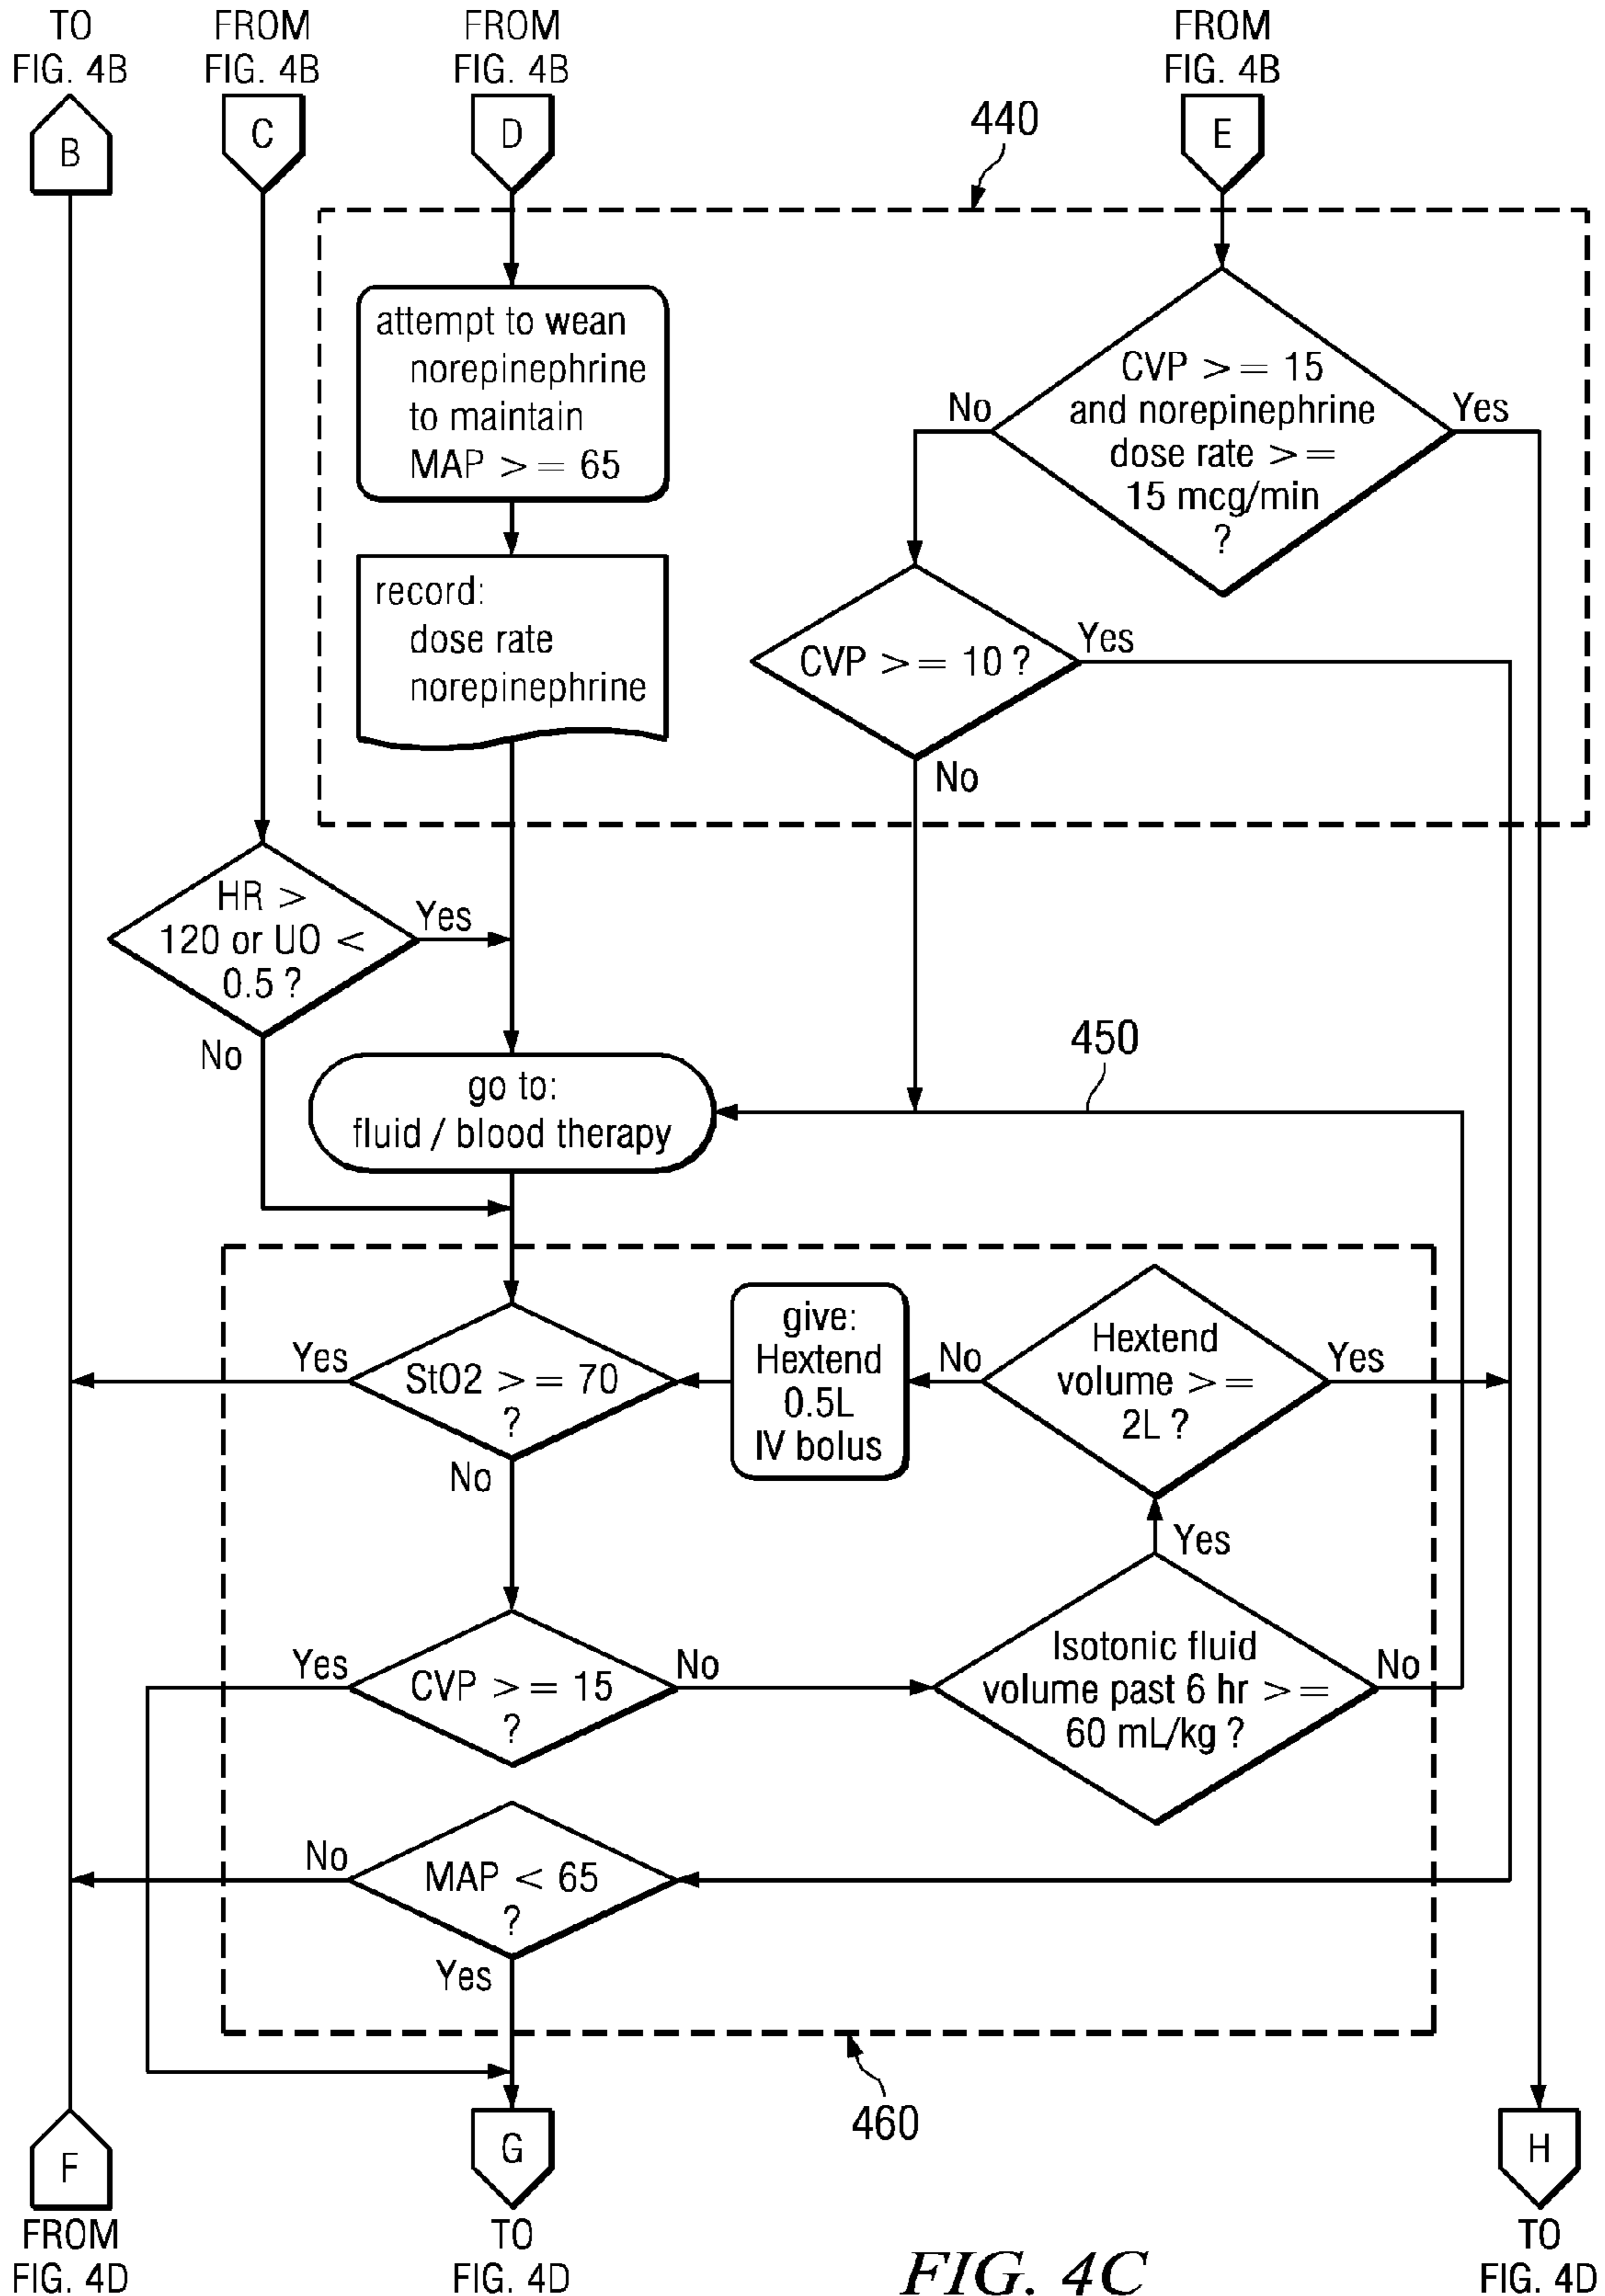 TO
FIG. 4B
B
FROM
FIG. 4B
C
FROM
FIG. 4B
D
FROM
FIG. 4B
E
440
attempt to wean
norepinephrine
to maintain
MAP > = 65
CVP > = 15
and norepinephrine
dose rate > =
15 mcg/min
?
No
Yes
record:
dose rate
norepinephrine
CVP > = 10 ?
Yes
No
HR >
120 or UO <
0.5 ?
Yes
No
go to:
fluid / blood therapy
450
StO2 > = 70
?
Yes
No
give:
Hextend
0.5L
IV bolus
Hextend
volume > =
2L ?
No
Yes
Yes
CVP > = 15
?
Yes
No
Isotonic fluid
volume past 6 hr > =
60 mL/kg ?
No
MAP < 65
?
No
Yes
460
F
FROM
FIG. 4D
G
TO
FIG. 4D
H
TO
FIG. 4D
FIG. 4C